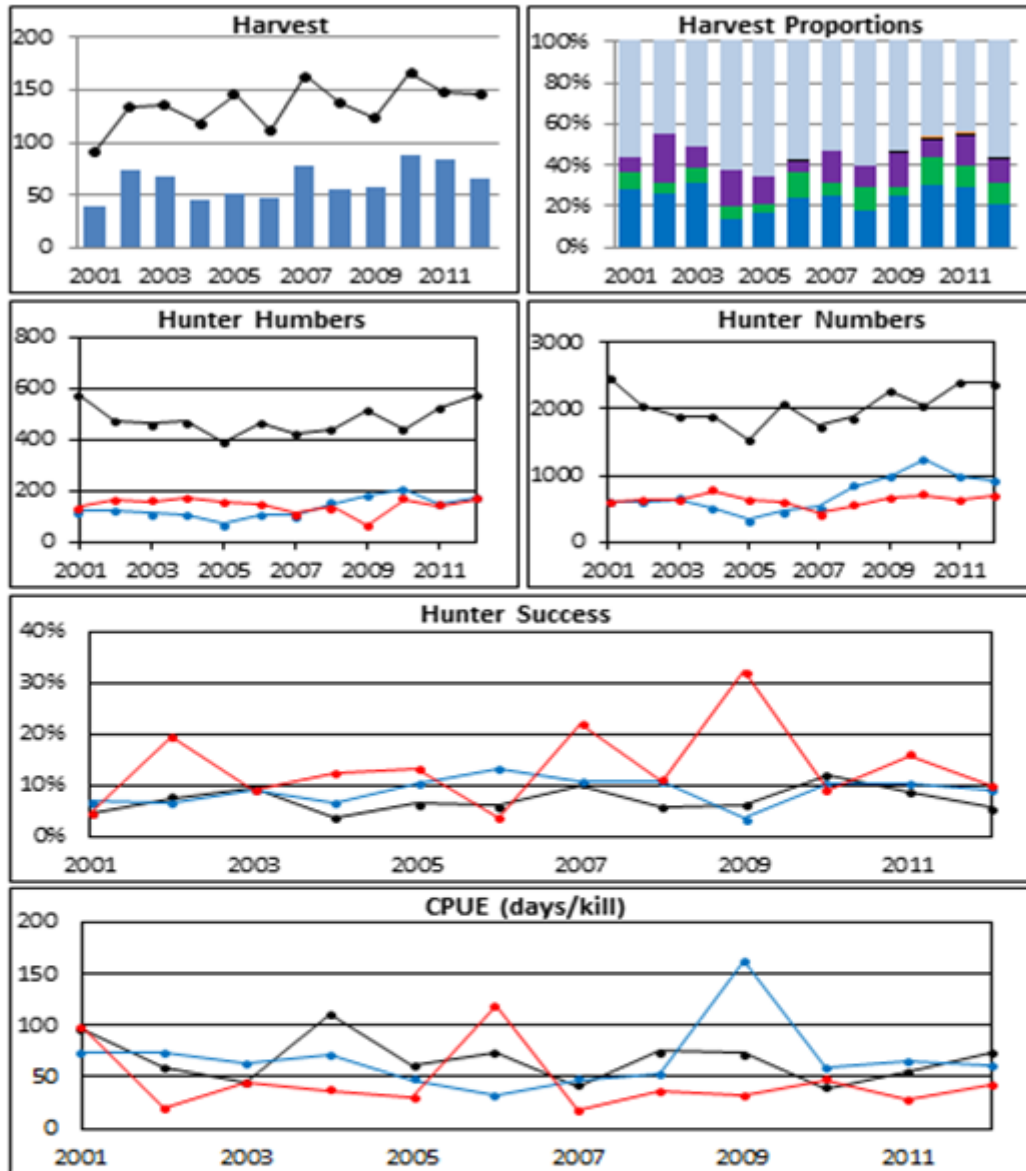 Harvest
200
150
100
50
0
2001 2003 2005 2007 2009 2011
Harvest Proportions
100%
80%
60%
40%
20%
0%
2001 2003 2005 2007 2009 2011
Hunter Humbers
800
600
400
200
0
2001 2003 2005 2007 2009 2011
Hunter Numbers
3000
2000
1000
0
2001 2003 2005 2007 2009 2011
Hunter Success
40%
30%
20%
10%
0%
2001 2003 2005 2007 2009 2011
CPUE (days/kill)
200
150
100
50
0
2001 2003 2005 2007 2009 2011